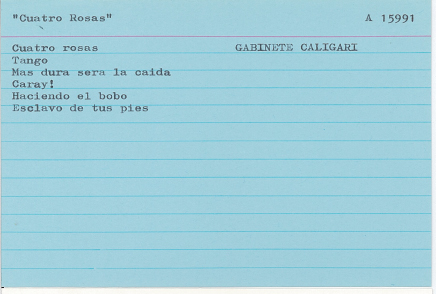 "Cuatro Rosas" A 15991
Cuatro rosas GABINETE CALIGARI
Tango
Mas dura sera la caida
Caray!
Haciendo el bobo
Esclavo de tus pies